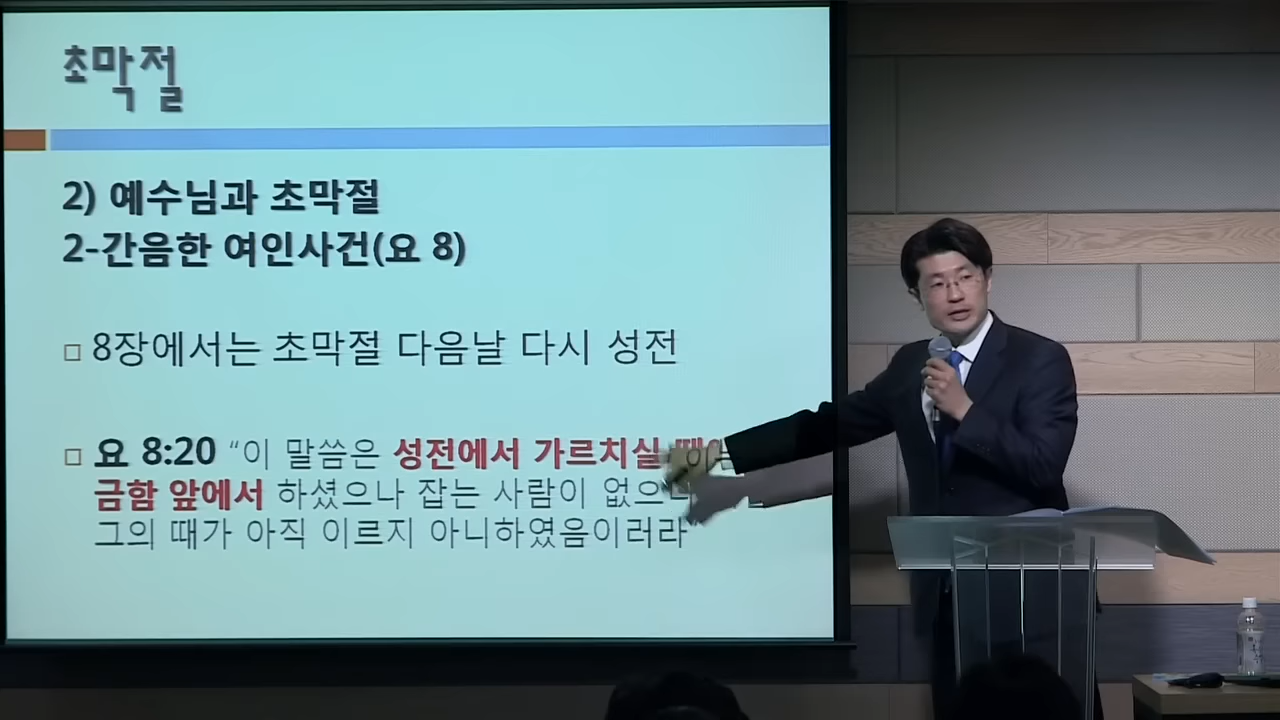 초막절
2) 예수님과 초막절
2-간음한 여인사건(요 8)
8장에서는 초막절 다음날 다시 성전
요 8:20 “이 말씀은 성전에서 가르치실
금함 앞에서 하셨으나 잡는 사람이
그의 때가 아직 이르지 아니하였음이러라”